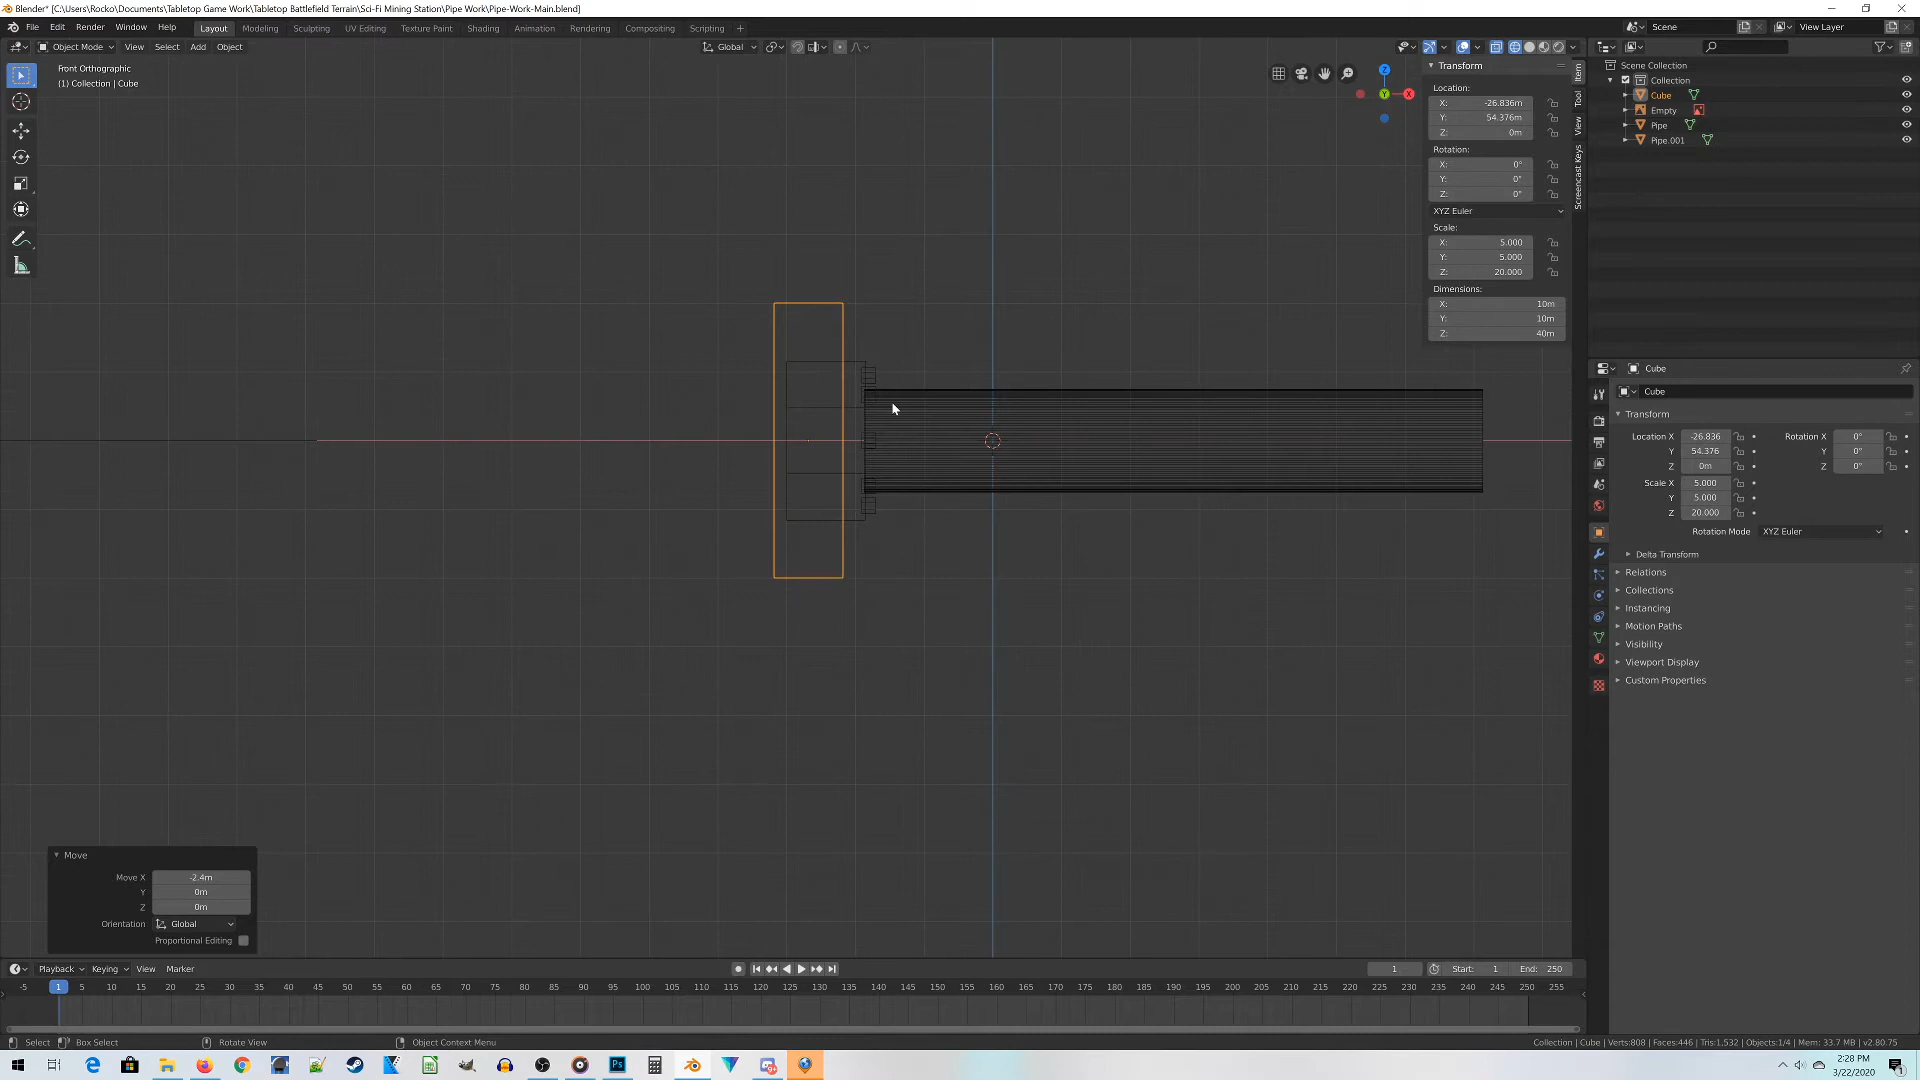 Blender* [C:\Users\Rocko\Documents\Tabletop Game Work\Tabletop Battlefield Terrain\Sci-Fi Mining Station\Pipe Work\Pipe-Work-Main.blend]
File Edit Render Window Help Layout Modeling Sculpting UV Editing Texture Paint Shading Animation Rendering Compositing Scripting + Scene View Layer
Object Mode View Select Add Object Global
Front Orthographic
(1) Collection | Cube
Z
Y
X
Transform
Location:
X: -26.836m
Y: 54.376m
Z: 0m
Rotation:
X: 0°
Y: 0°
Z: 0°
XYZ Euler
Scale:
X: 5.000
Y: 5.000
Z: 20.000
Dimensions:
X: 10m
Y: 10m
Z: 40m
Item
Tool
View
Screencast Keys
Scene Collection
Collection
Cube
Empty
Pipe
Pipe.001
Cube
Cube
Transform
Location X -26.836 Rotation X 0°
Y 54.376 Y 0°
Z 0m Z 0°
Scale X 5.000
Y 5.000
Z 20.000
Rotation Mode XYZ Euler
Delta Transform
Relations
Collections
Instancing
Motion Paths
Visibility
Viewport Display
Custom Properties
Move
Move X -2.4m
Y 0m
Z 0m
Orientation Global
Proportional Editing
Playback Keying View Marker 1 Start: 1 End: 250
-5 1 5 10 15 20 25 30 35 40 45 50 55 60 65 70 75 80 85 90 95 100 105 110 115 120 125 130 135 140 145 150 155 160 165 170 175 180 185 190 195 200 205 210 215 220 225 230 235 240 245 250 255
Select Box Select Rotate View Object Context Menu Collection | Cube | Verts:808 | Faces:446 | Tris:1,532 | Objects:1/4 | Mem: 33.7 MB | v2.80.75
Ps
2:28 PM
3/22/2020